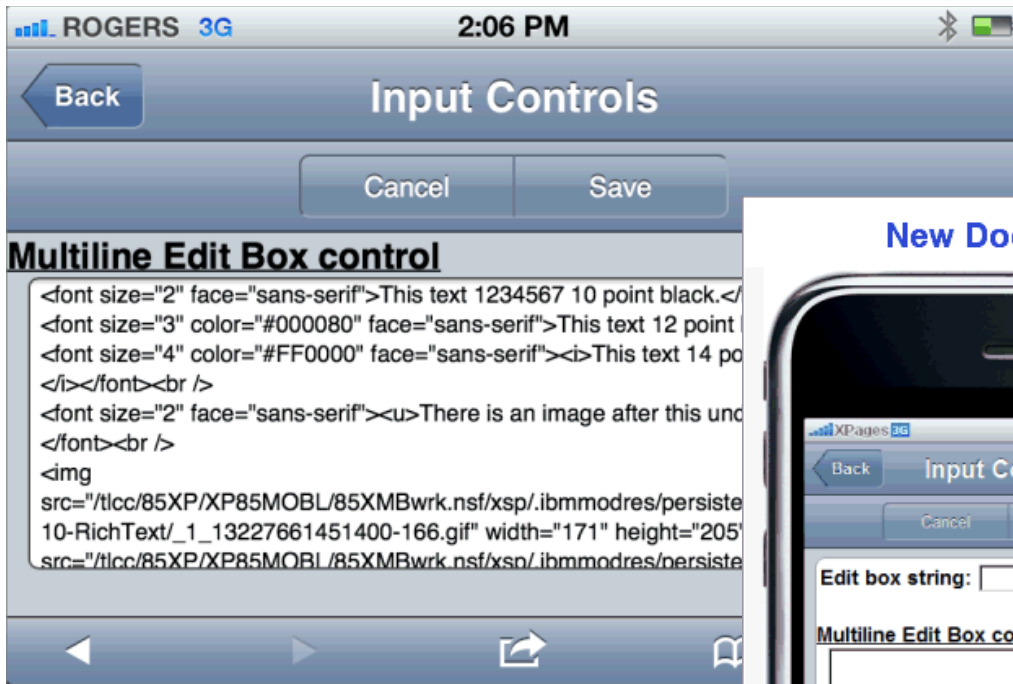 ROGERS 3G 2:06 PM
Back Input Controls
Cancel Save
Multiline Edit Box control
<font size="2" face="sans-serif">This text 1234567 10 point black.</
<font size="3" color="#000080" face="sans-serif">This text 12 point
<font size="4" color="#FF0000" face="sans-serif"><i>This text 14 po
</i></font><br />
<font size="2" face="sans-serif"><u>There is an image after this und
</font><br />
<img
src="/tlcc/85XP/XP85MOBL/85XMBwrk.nsf/xsp/.ibmmodres/persiste
10-RichText/_1_13227661451400-166.gif" width="171" height="205"
src="/tlcc/85XP/XP85MOBL/85XMBwrk.nsf/xsp/.ibmmodres/persiste
New Doc
XPages 3G
Back Input Co
Cancel
Edit box string:
Multiline Edit Box co